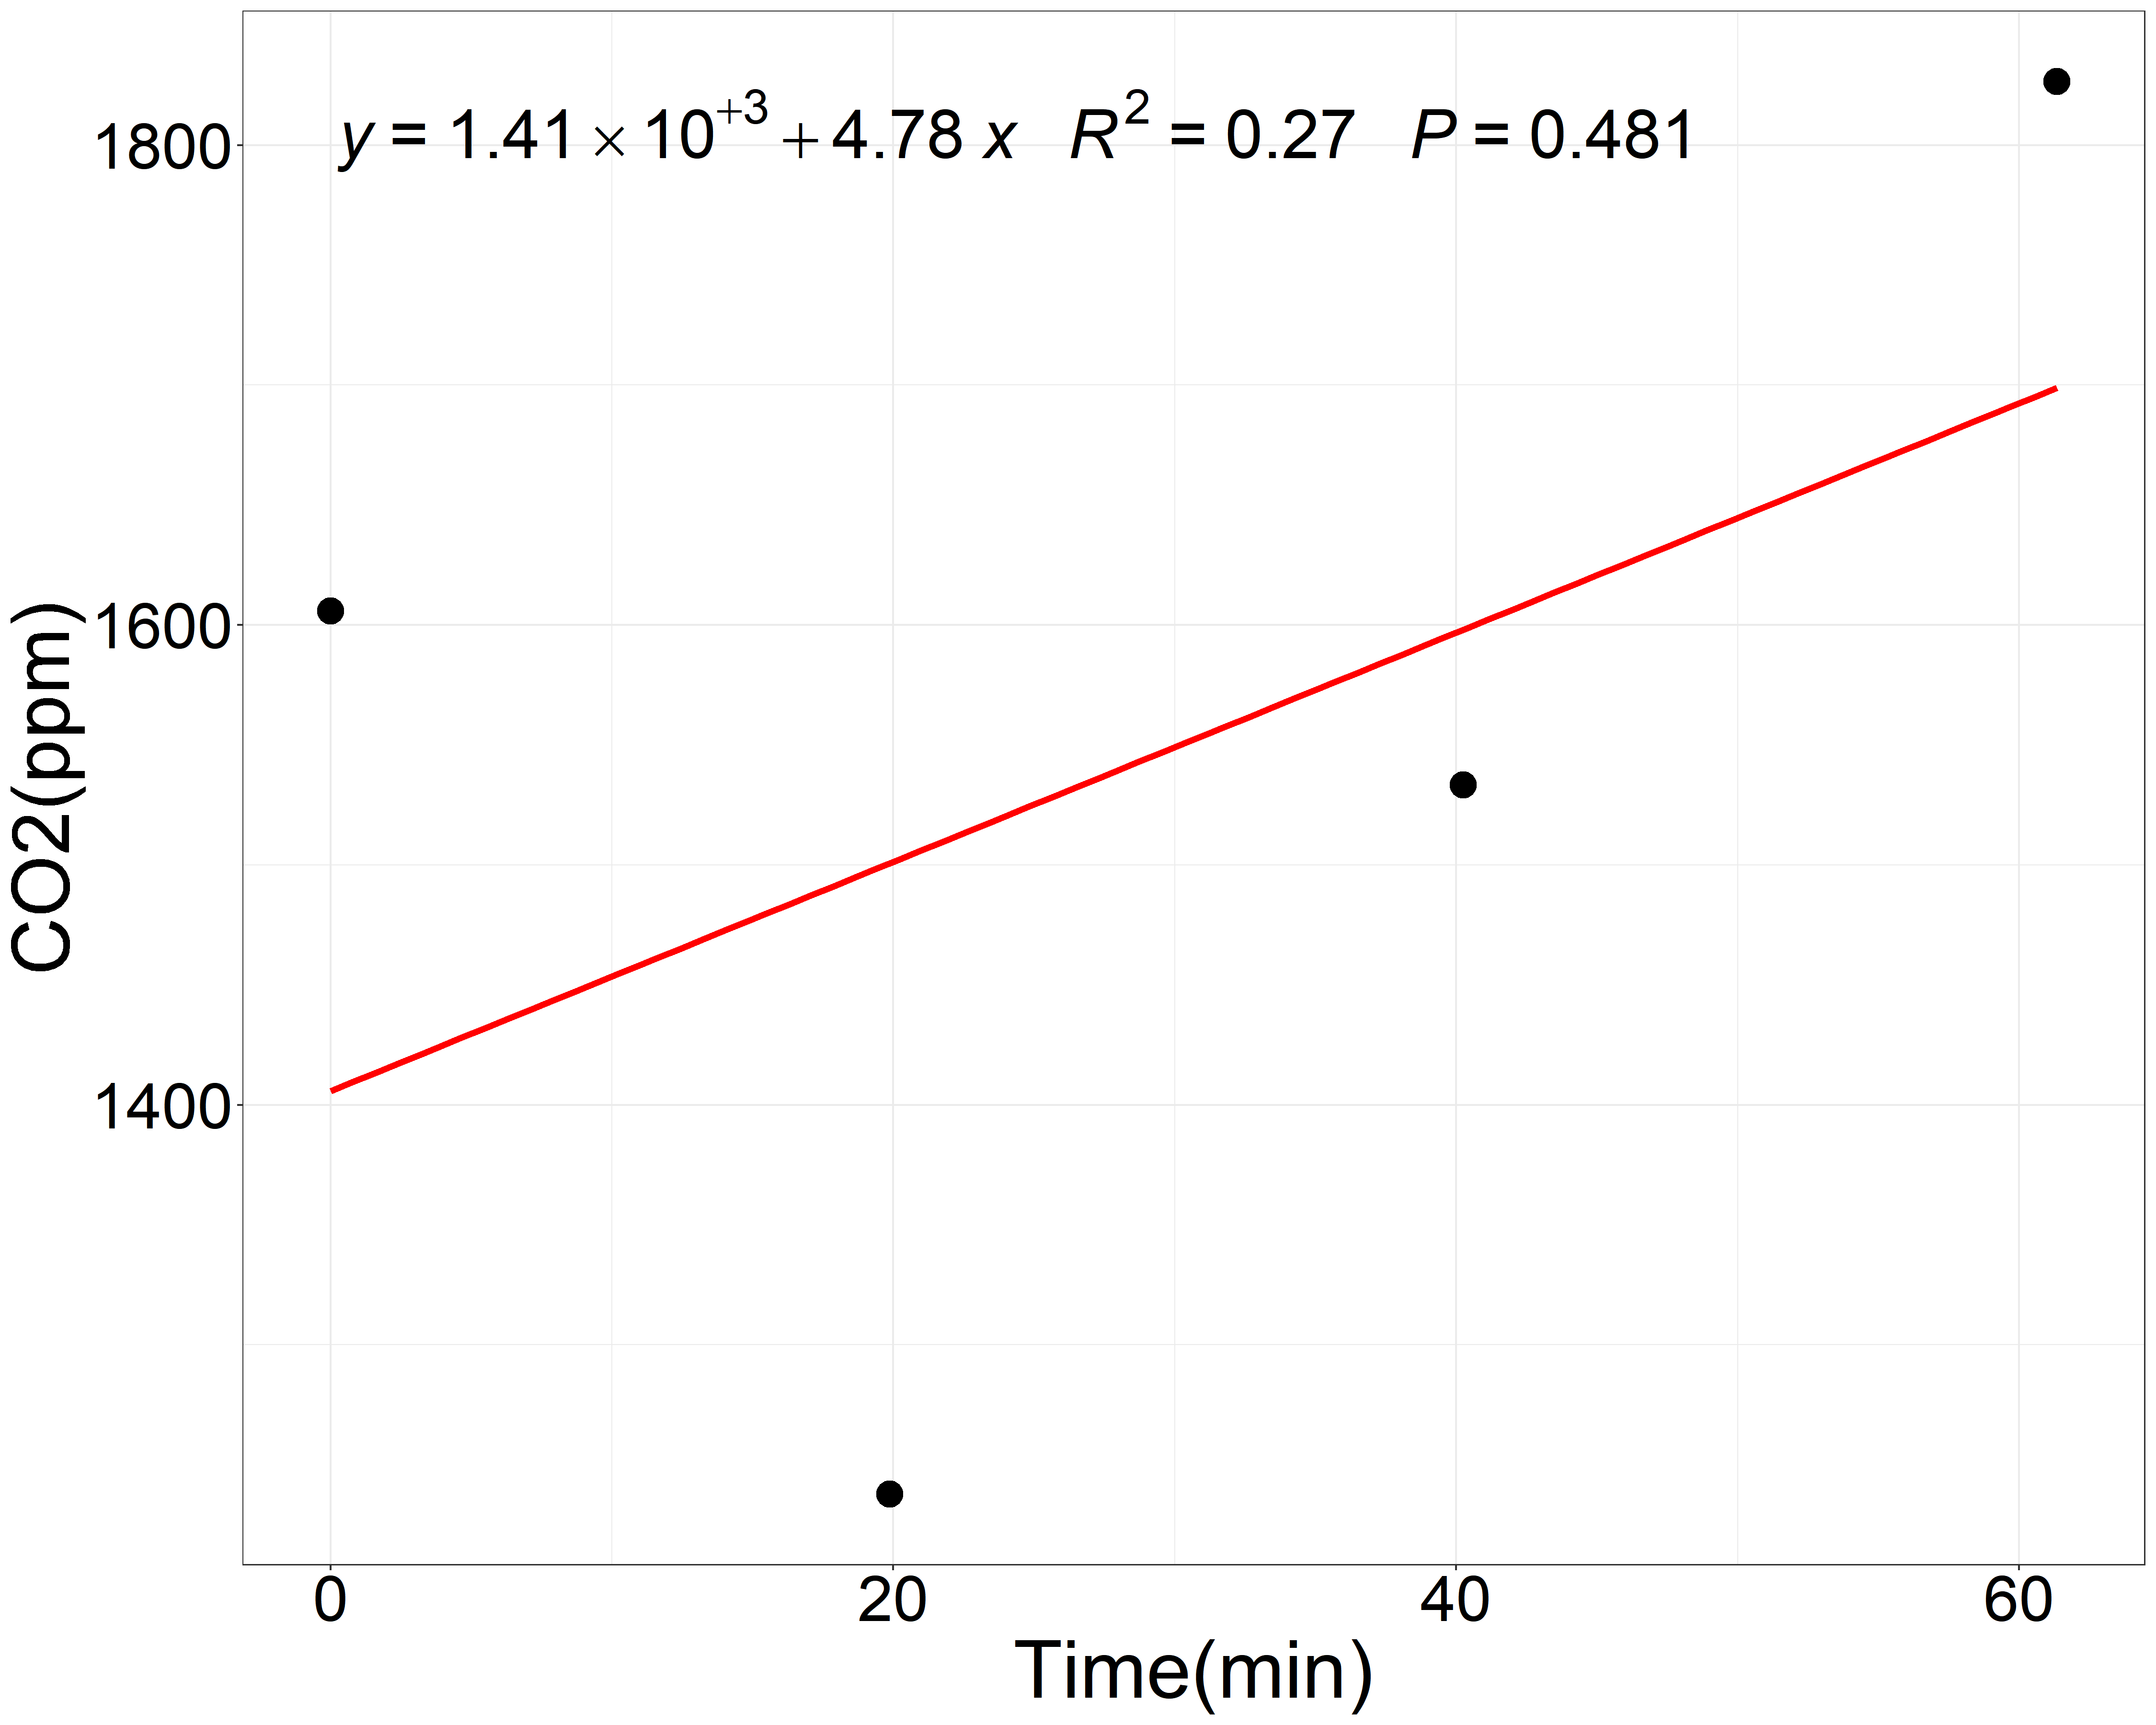 y = 1.41×10⁺³ + 4.78 x   R² = 0.27   P = 0.481
1800
1600
1400
CO2(ppm)
0 20 40 60
Time(min)